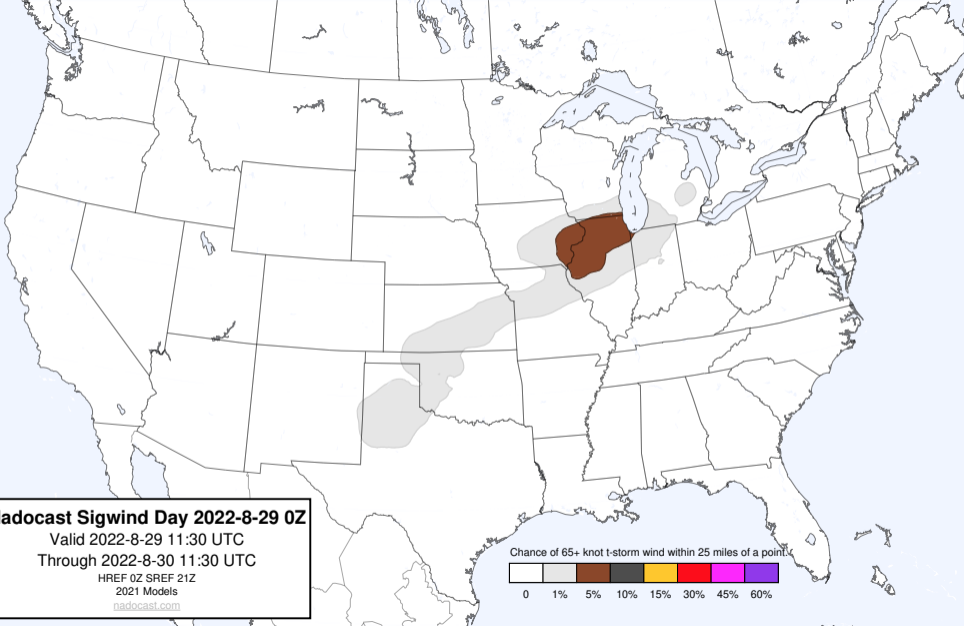 adocast Sigwind Day 2022-8-29 0Z
Valid 2022-8-29 11:30 UTC
Through 2022-8-30 11:30 UTC
HREF 0Z SREF 21Z
2021 Models
nadocast.com
Chance of 65+ knot t-storm wind within 25 miles of a point.
0 1% 5% 10% 15% 30% 45% 60%